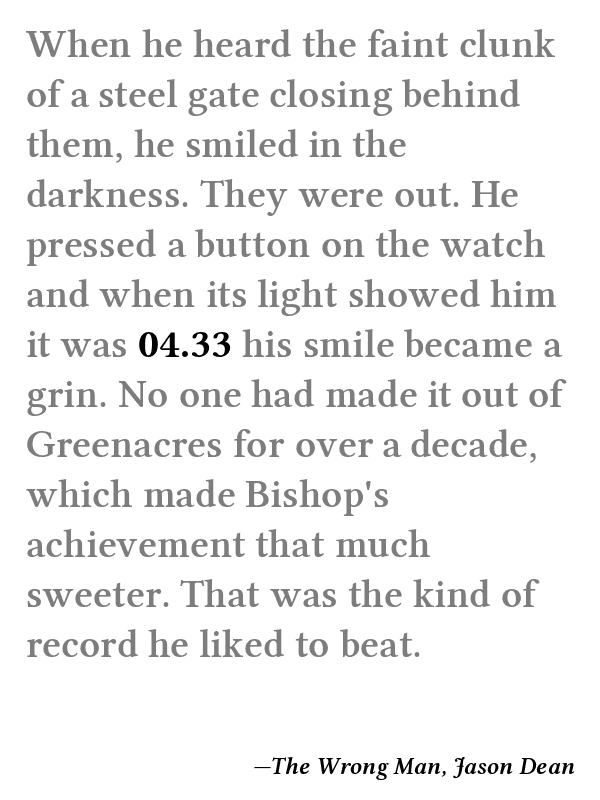 When he heard the faint clunk
of a steel gate closing behind
them, he smiled in the
darkness. They were out. He
pressed a button on the watch
and when its light showed him
it was 04.33 his smile became a
grin. No one had made it out of
Greenacres for over a decade,
which made Bishop's
achievement that much
sweeter. That was the kind of
record he liked to beat.
—The Wrong Man, Jason Dean